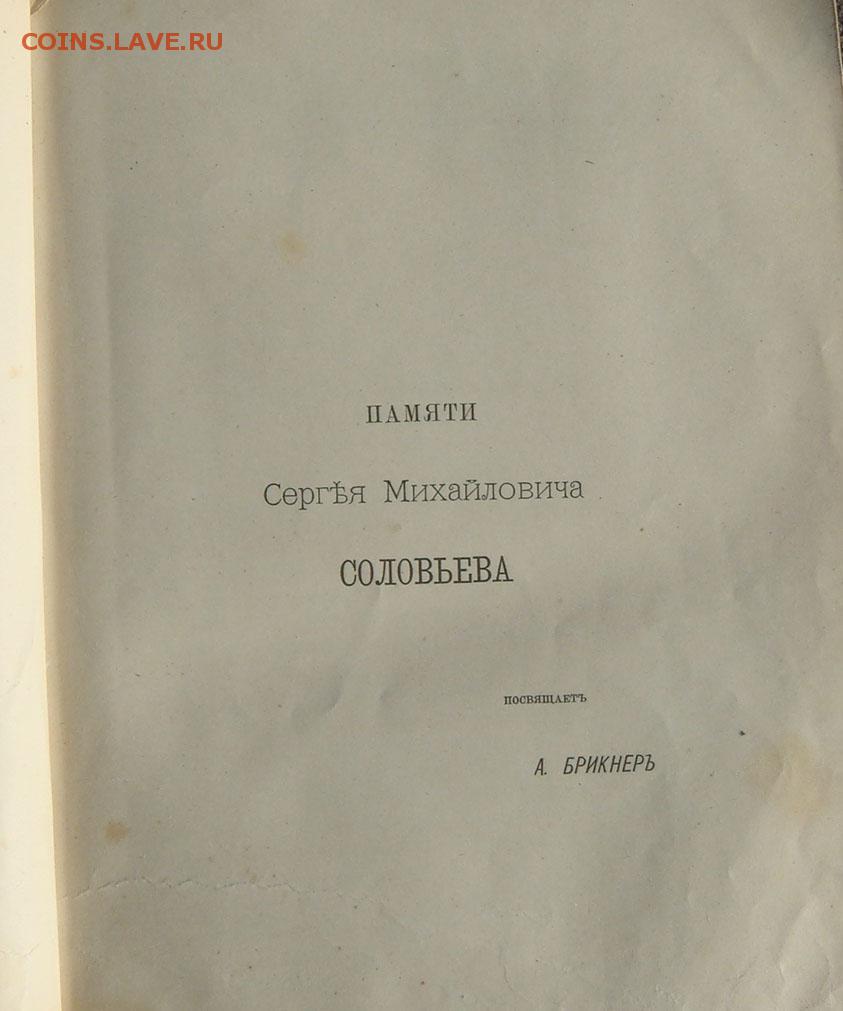 COINS.LAVE.RU
ПАМЯТИ
Сергѣя Михайловича
СОЛОВЬЕВА
ПОСВЯЩАЕТЪ
А. БРИКНЕРЪ